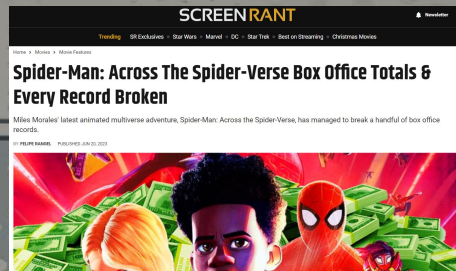 SCREENRANT
Newsletter
Trending SR Exclusives Star Wars Marvel DC Star Trek Best on Streaming Christmas Movies
Home > Movies > Movie Features
Spider-Man: Across The Spider-Verse Box Office Totals &
Every Record Broken
Miles Morales' latest animated multiverse adventure, Spider-Man: Across the Spider-Verse, has managed to break a handful of box office
records.
BY FELIPE RANGEL PUBLISHED JUN 20, 2023